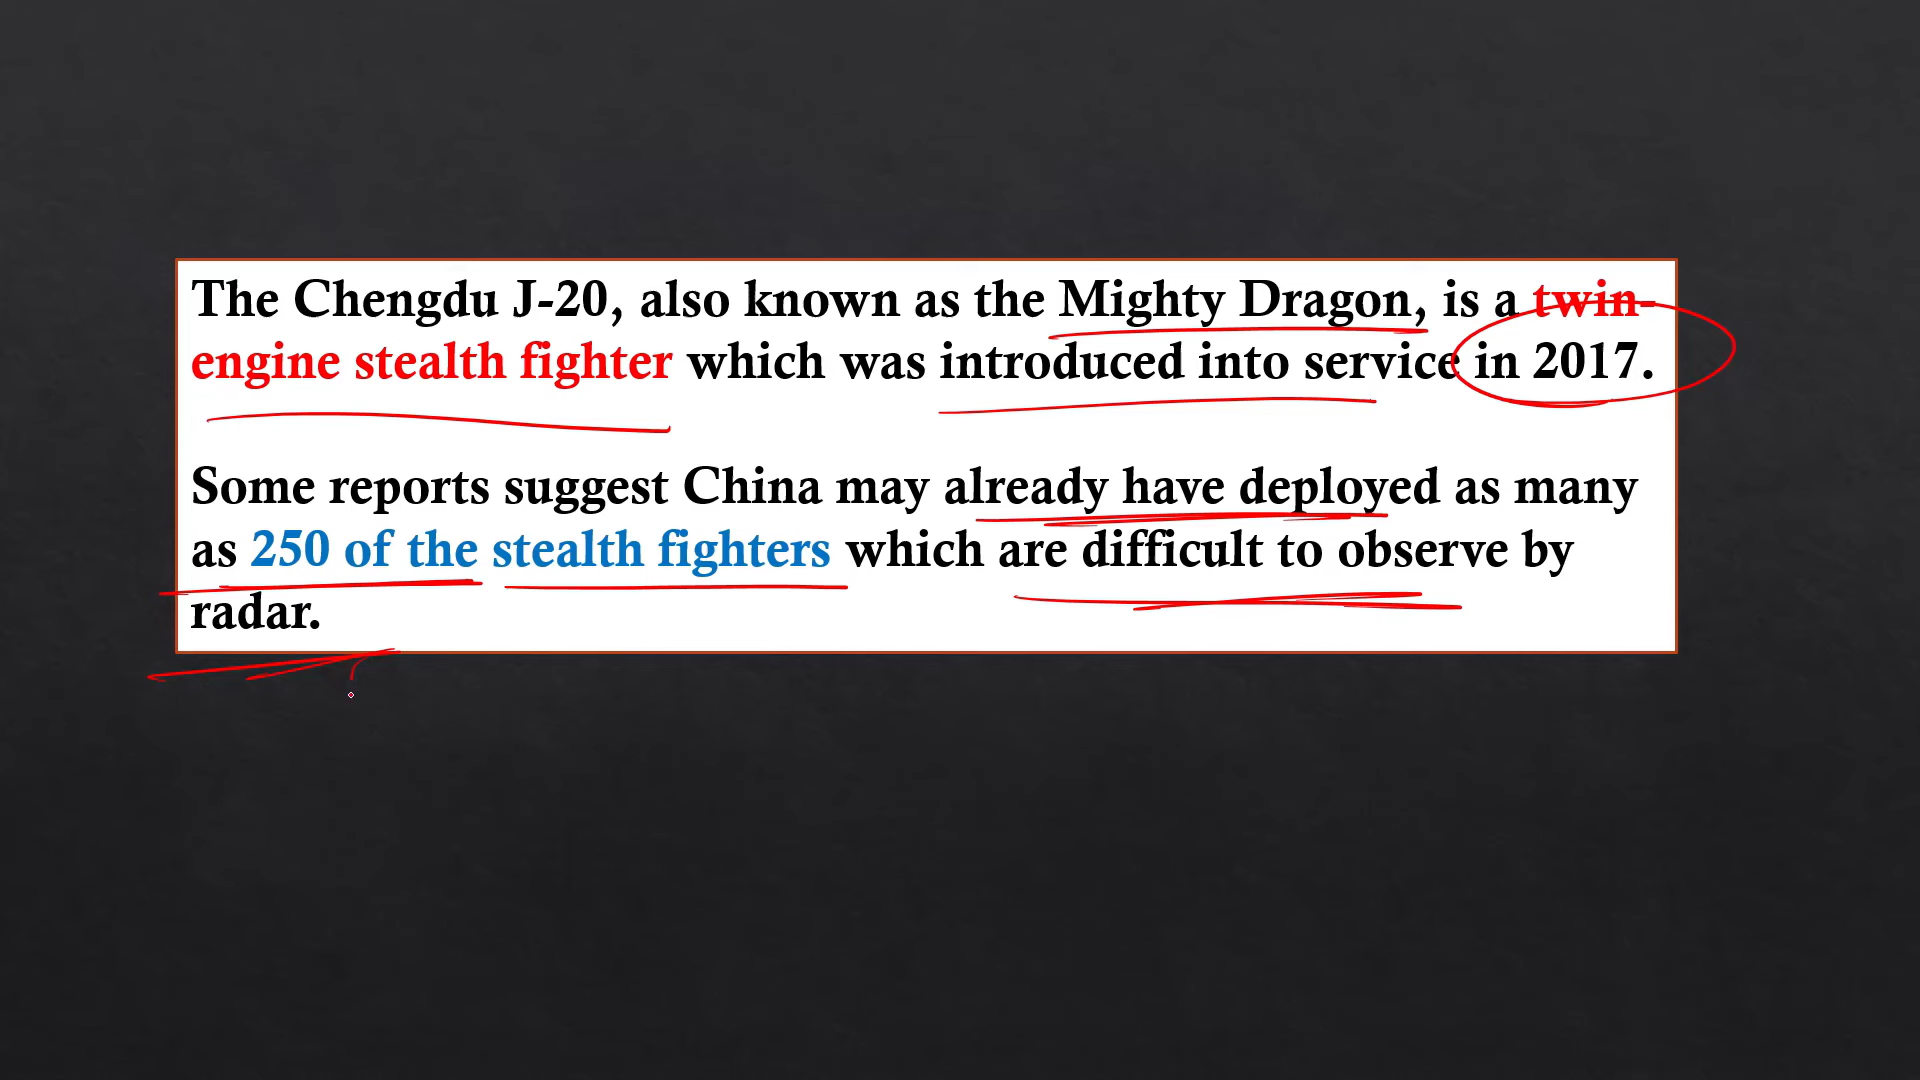 The Chengdu J-20, also known as the Mighty Dragon, is a twin-
engine stealth fighter which was introduced into service in 2017.
Some reports suggest China may already have deployed as many
as 250 of the stealth fighters which are difficult to observe by
radar.